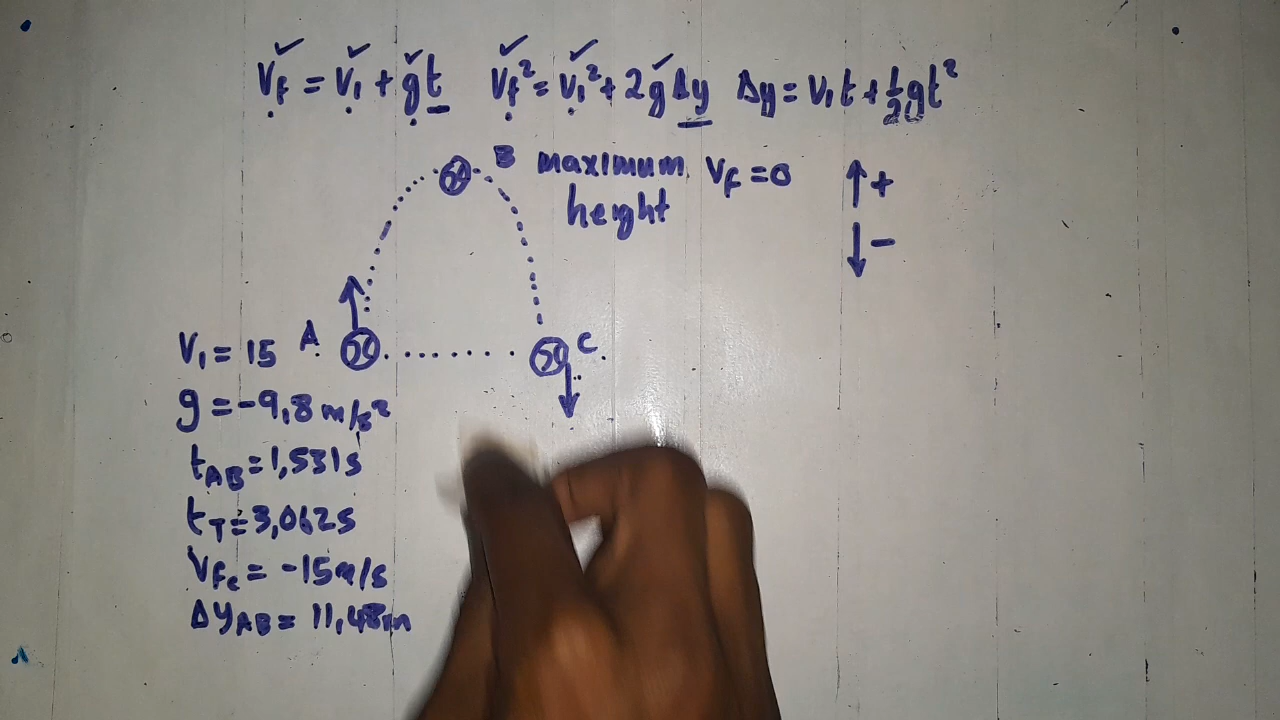 Vf = V₁ + gt Vf² = V₁² + 2gΔy Δy = V₁t + ½gt²
B maximum Vf = 0 ↑ +
height ↓ −
V₁ = 15 A C
g = -9,8 m/s²
tAB = 1,531s
tT = 3,062s
Vfc = -15m/s
ΔyAB = 11,48m